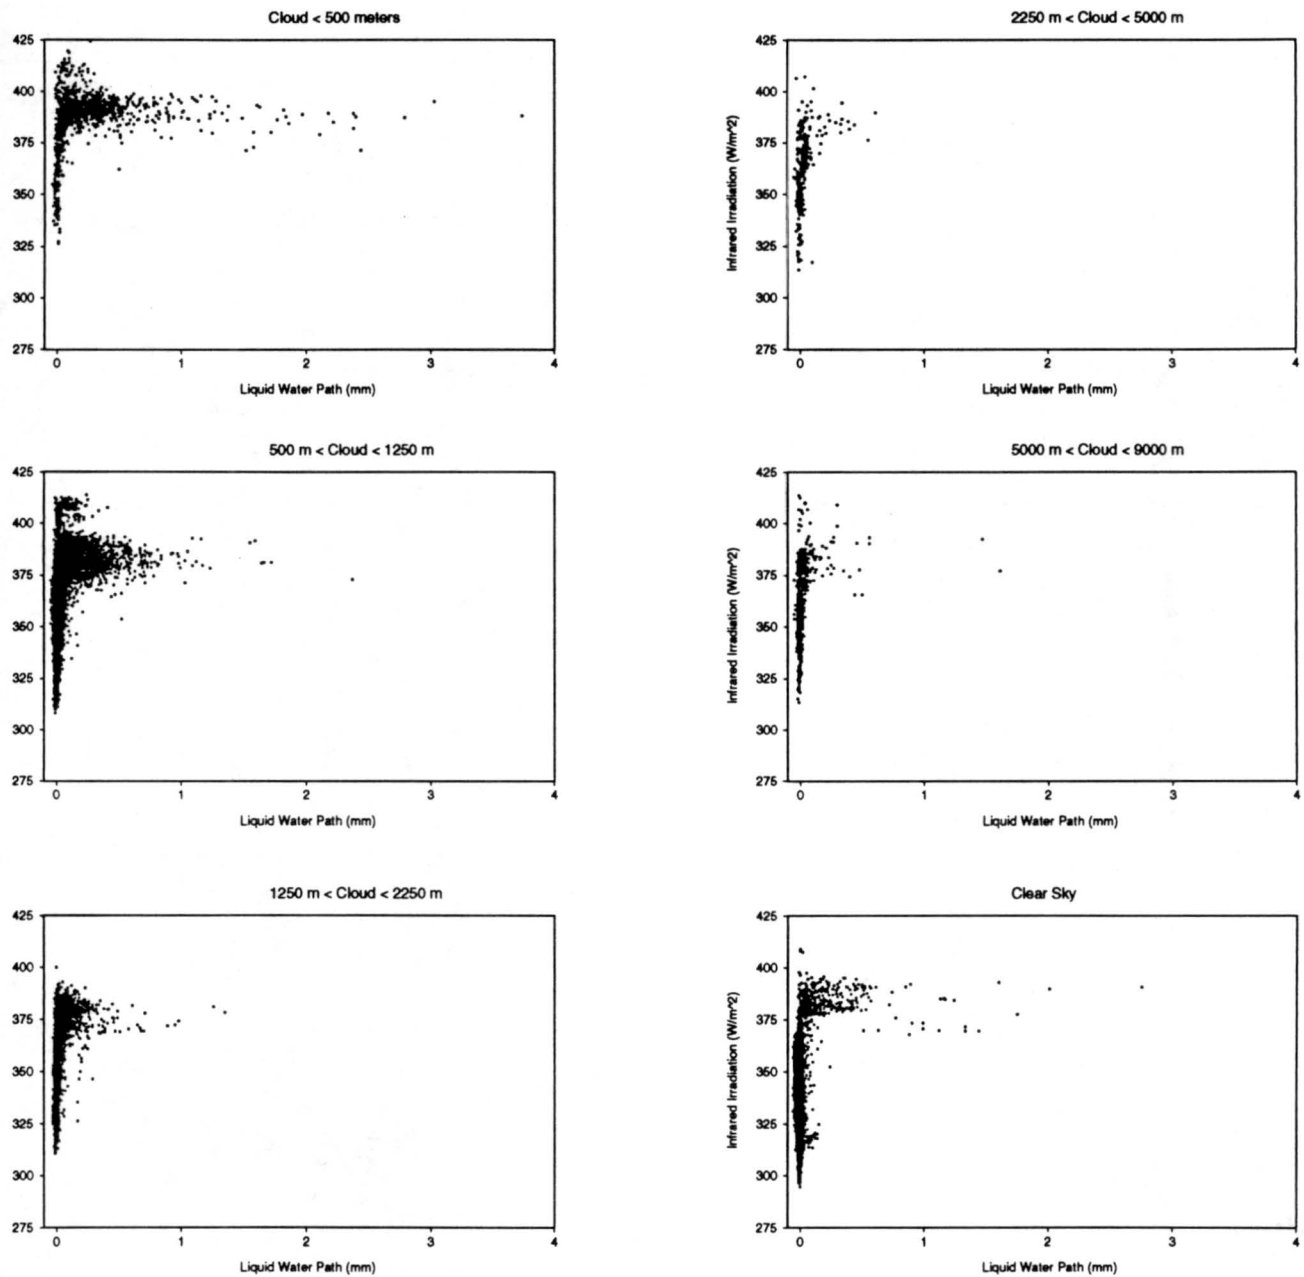 Cloud < 500 meters
425
400
375
350
325
300
275
0 1 2 3 4
Liquid Water Path (mm)
2250 m < Cloud < 5000 m
Infrared Irradiation (W/m^2)
425
400
375
350
325
300
275
0 1 2 3 4
Liquid Water Path (mm)
500 m < Cloud < 1250 m
425
400
375
350
325
300
275
0 1 2 3 4
Liquid Water Path (mm)
5000 m < Cloud < 9000 m
Infrared Irradiation (W/m^2)
425
400
375
350
325
300
275
0 1 2 3 4
Liquid Water Path (mm)
1250 m < Cloud < 2250 m
425
400
375
350
325
300
275
0 1 2 3 4
Liquid Water Path (mm)
Clear Sky
Infrared Irradiation (W/m^2)
425
400
375
350
325
300
275
0 1 2 3 4
Liquid Water Path (mm)